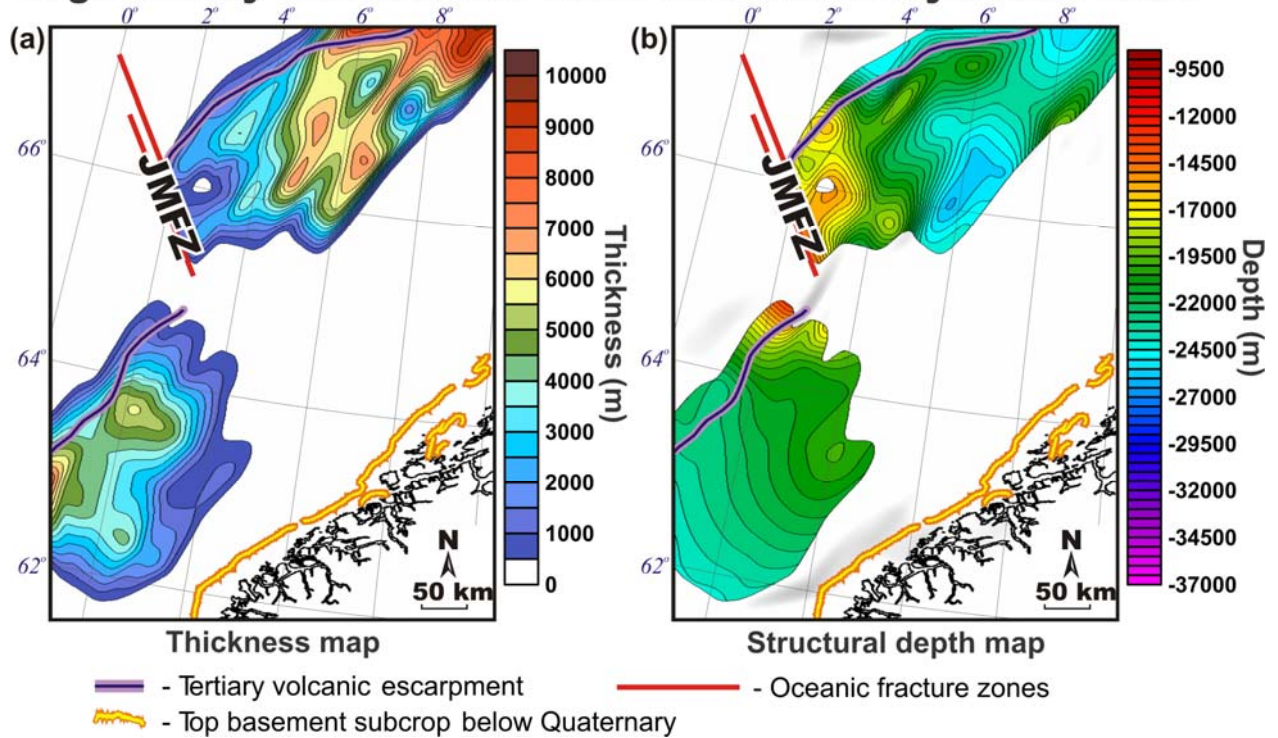 0° 2° 4° 6° 8°
0° 2° 4° 6° 8°
(a)
(b)
66°
64°
62°
66°
64°
62°
JMFZ
JMFZ
N
50 km
N
50 km
10000
9000
8000
7000
6000
5000
4000
3000
2000
1000
0
Thickness (m)
-9500
-12000
-14500
-17000
-19500
-22000
-24500
-27000
-29500
-32000
-34500
-37000
Depth (m)
Thickness map
Structural depth map
- Tertiary volcanic escarpment
- Oceanic fracture zones
- Top basement subcrop below Quaternary